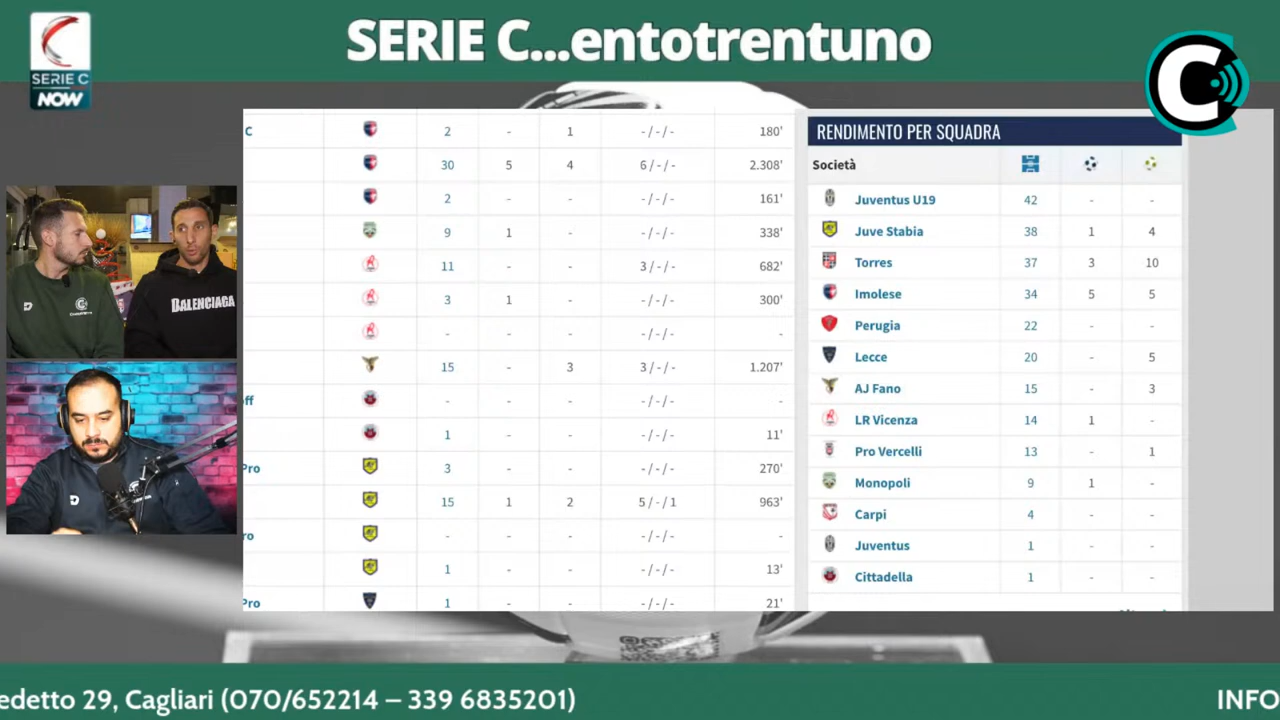 SERIE C...entotrentuno
SERIE C
NOW
C
C 2 - 1 -/-/- 180'
30 5 4 6/-/- 2.308'
2 - - -/-/- 161'
9 1 - -/-/- 338'
11 - - 3/-/- 682'
3 1 - -/-/- 300'
- - - -/-/- -
15 - 3 3/-/- 1.207'
ff - - - -/-/- -
1 - - -/-/- 11'
Pro 3 - - -/-/- 270'
15 1 2 5/-/1 963'
ro - - - -/-/- -
1 - - -/-/- 13'
Pro 1 - - -/-/- 21'
RENDIMENTO PER SQUADRA
Società
Juventus U19 42 - -
Juve Stabia 38 1 4
Torres 37 3 10
Imolese 34 5 5
Perugia 22 - -
Lecce 20 - 5
AJ Fano 15 - 3
LR Vicenza 14 1 -
Pro Vercelli 13 - 1
Monopoli 9 1 -
Carpi 4 - -
Juventus 1 - -
Cittadella 1 - -
BALENCIAGA
edetto 29, Cagliari (070/652214 – 339 6835201)
INFO